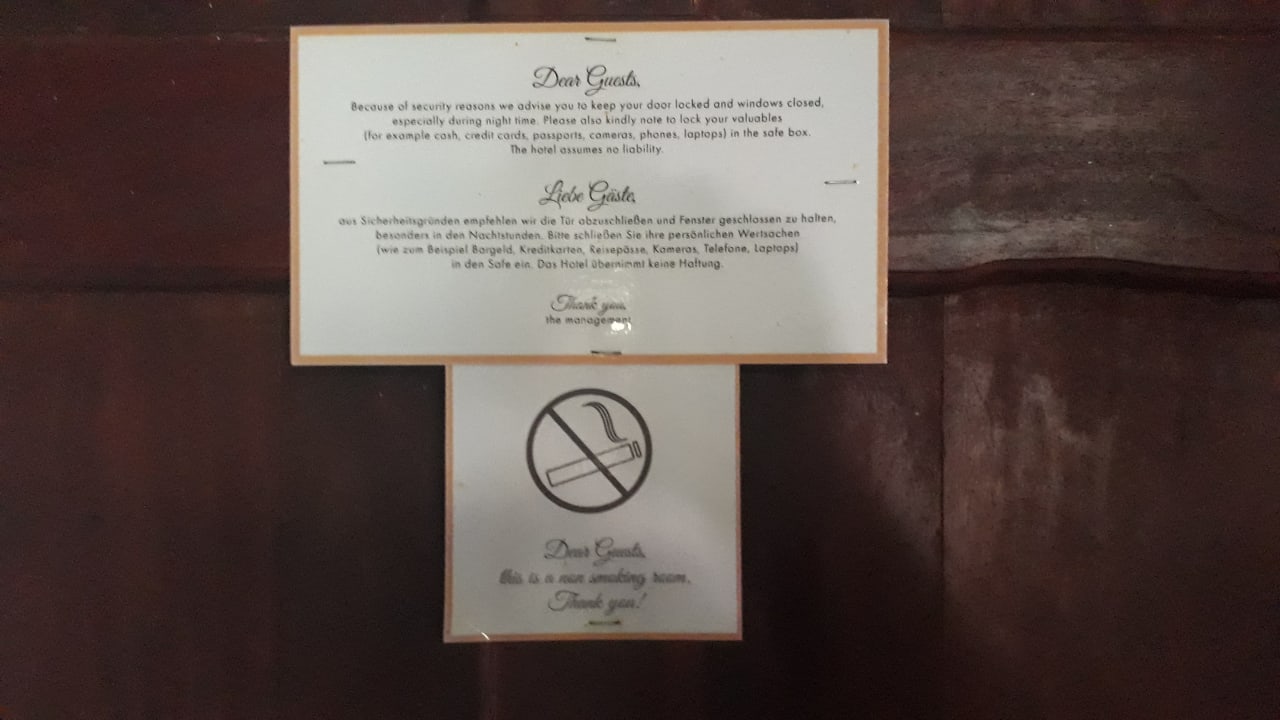 Dear Guests,
Because of security reasons we advise you to keep your door locked and windows closed,
especially during night time. Please also kindly note to lock your valuables
(for example cash, credit cards, passports, cameras, phones, laptops) in the safe box.
The hotel assumes no liability.
Liebe Gäste,
aus Sicherheitsgründen empfehlen wir die Tür abzuschließen und Fenster geschlossen zu halten,
besonders in den Nachtstunden. Bitte schließen Sie ihre persönlichen Wertsachen
(wie zum Beispiel Bargeld, Kreditkarten, Reisepässe, Kameras, Telefone, Laptops)
in den Safe ein. Das Hotel übernimmt keine Haftung.
Thank you,
the management
Dear Guests,
this is a non smoking room.
Thank you!